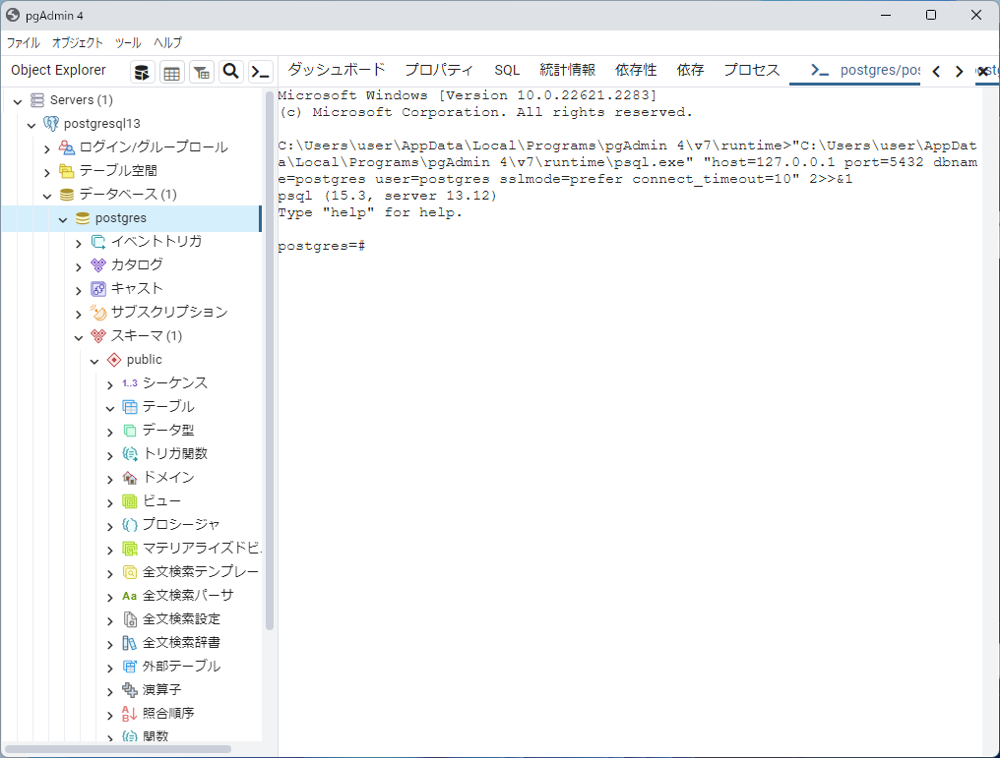 pgAdmin 4
ファイル オブジェクト ツール ヘルプ
Object Explorer
ダッシュボード プロパティ SQL 統計情報 依存性 依存 プロセス postgres/pos
Servers (1)
postgresql13
ログイン/グループロール
テーブル空間
データベース (1)
postgres
イベントトリガ
カタログ
キャスト
サブスクリプション
スキーマ (1)
public
1..3 シーケンス
テーブル
データ型
トリガ関数
ドメイン
ビュー
プロシージャ
マテリアライズドビ
全文検索テンプレー
Aa 全文検索パーサ
全文検索設定
全文検索辞書
外部テーブル
演算子
照合順序
関数
Microsoft Windows [Version 10.0.22621.2283]
(c) Microsoft Corporation. All rights reserved.
C:\Users\user\AppData\Local\Programs\pgAdmin 4\v7\runtime>"C:\Users\user\AppDat
a\Local\Programs\pgAdmin 4\v7\runtime\psql.exe" "host=127.0.0.1 port=5432 dbnam
e=postgres user=postgres sslmode=prefer connect_timeout=10" 2>>&1
psql (15.3, server 13.12)
Type "help" for help.
postgres=#